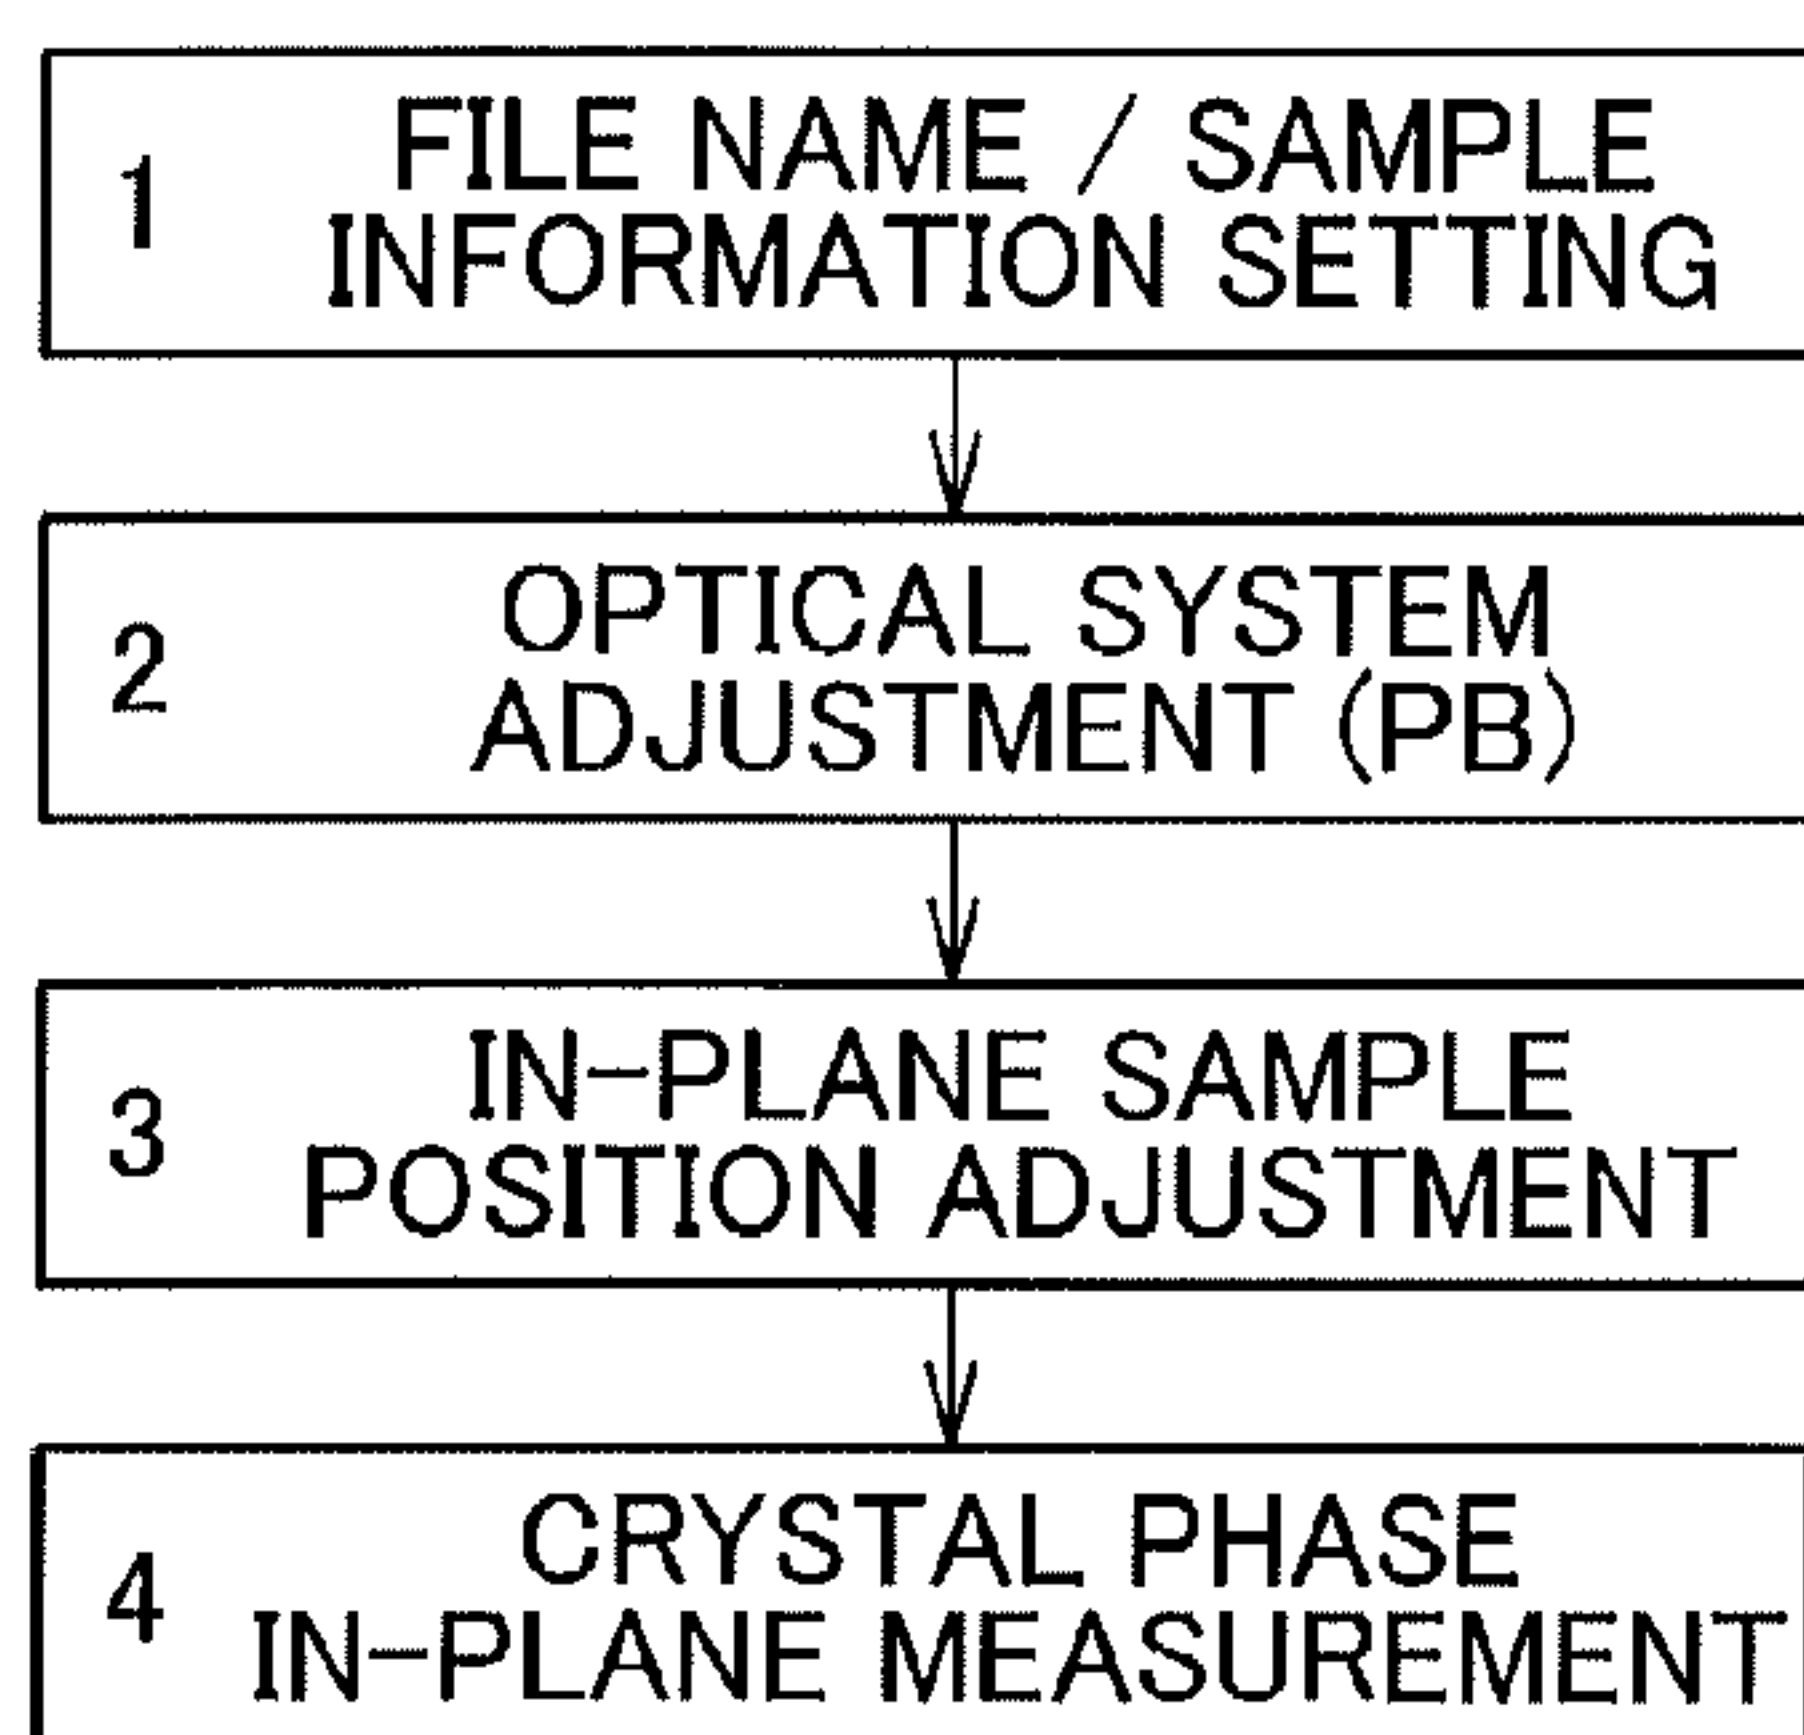 1
FILE NAME / SAMPLE
INFORMATION SETTING
2
OPTICAL SYSTEM
ADJUSTMENT (PB)
3
IN-PLANE SAMPLE
POSITION ADJUSTMENT
4
CRYSTAL PHASE
IN-PLANE MEASUREMENT